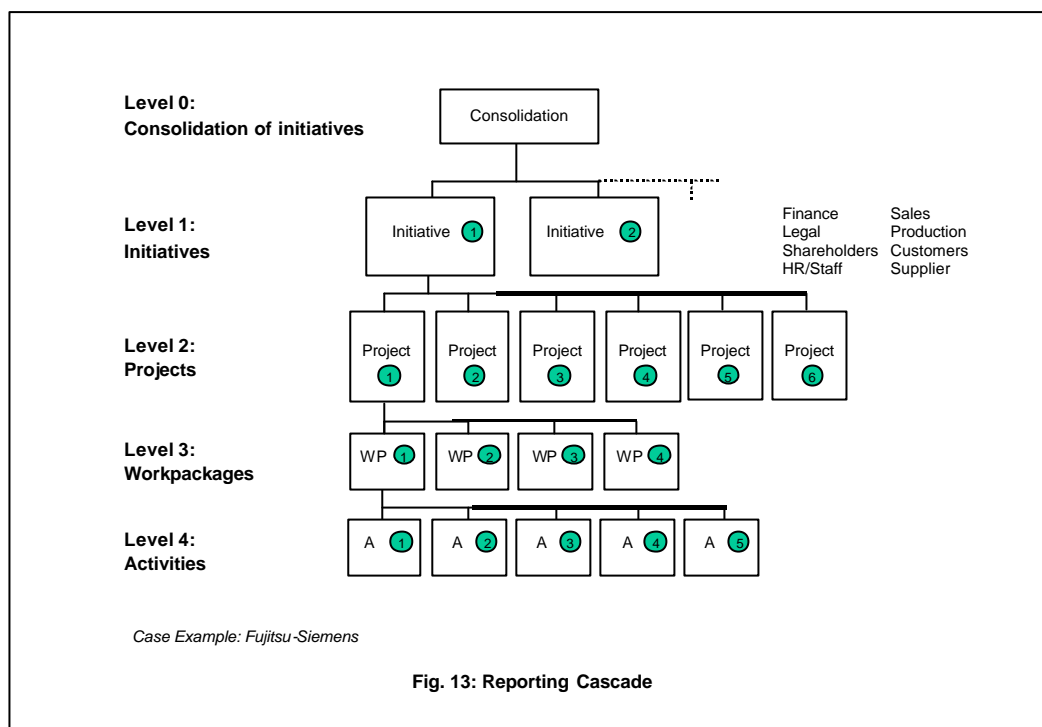 Level 0:
Consolidation of initiatives
Consolidation
Level 1:
Initiatives
Initiative 1
Initiative 2
Finance Sales
Legal Production
Shareholders Customers
HR/Staff Supplier
Level 2:
Projects
Project 1
Project 2
Project 3
Project 4
Project 5
Project 6
Level 3:
Workpackages
WP 1
WP 2
WP 3
WP 4
Level 4:
Activities
A 1
A 2
A 3
A 4
A 5
Case Example: Fujitsu-Siemens
Fig. 13: Reporting Cascade